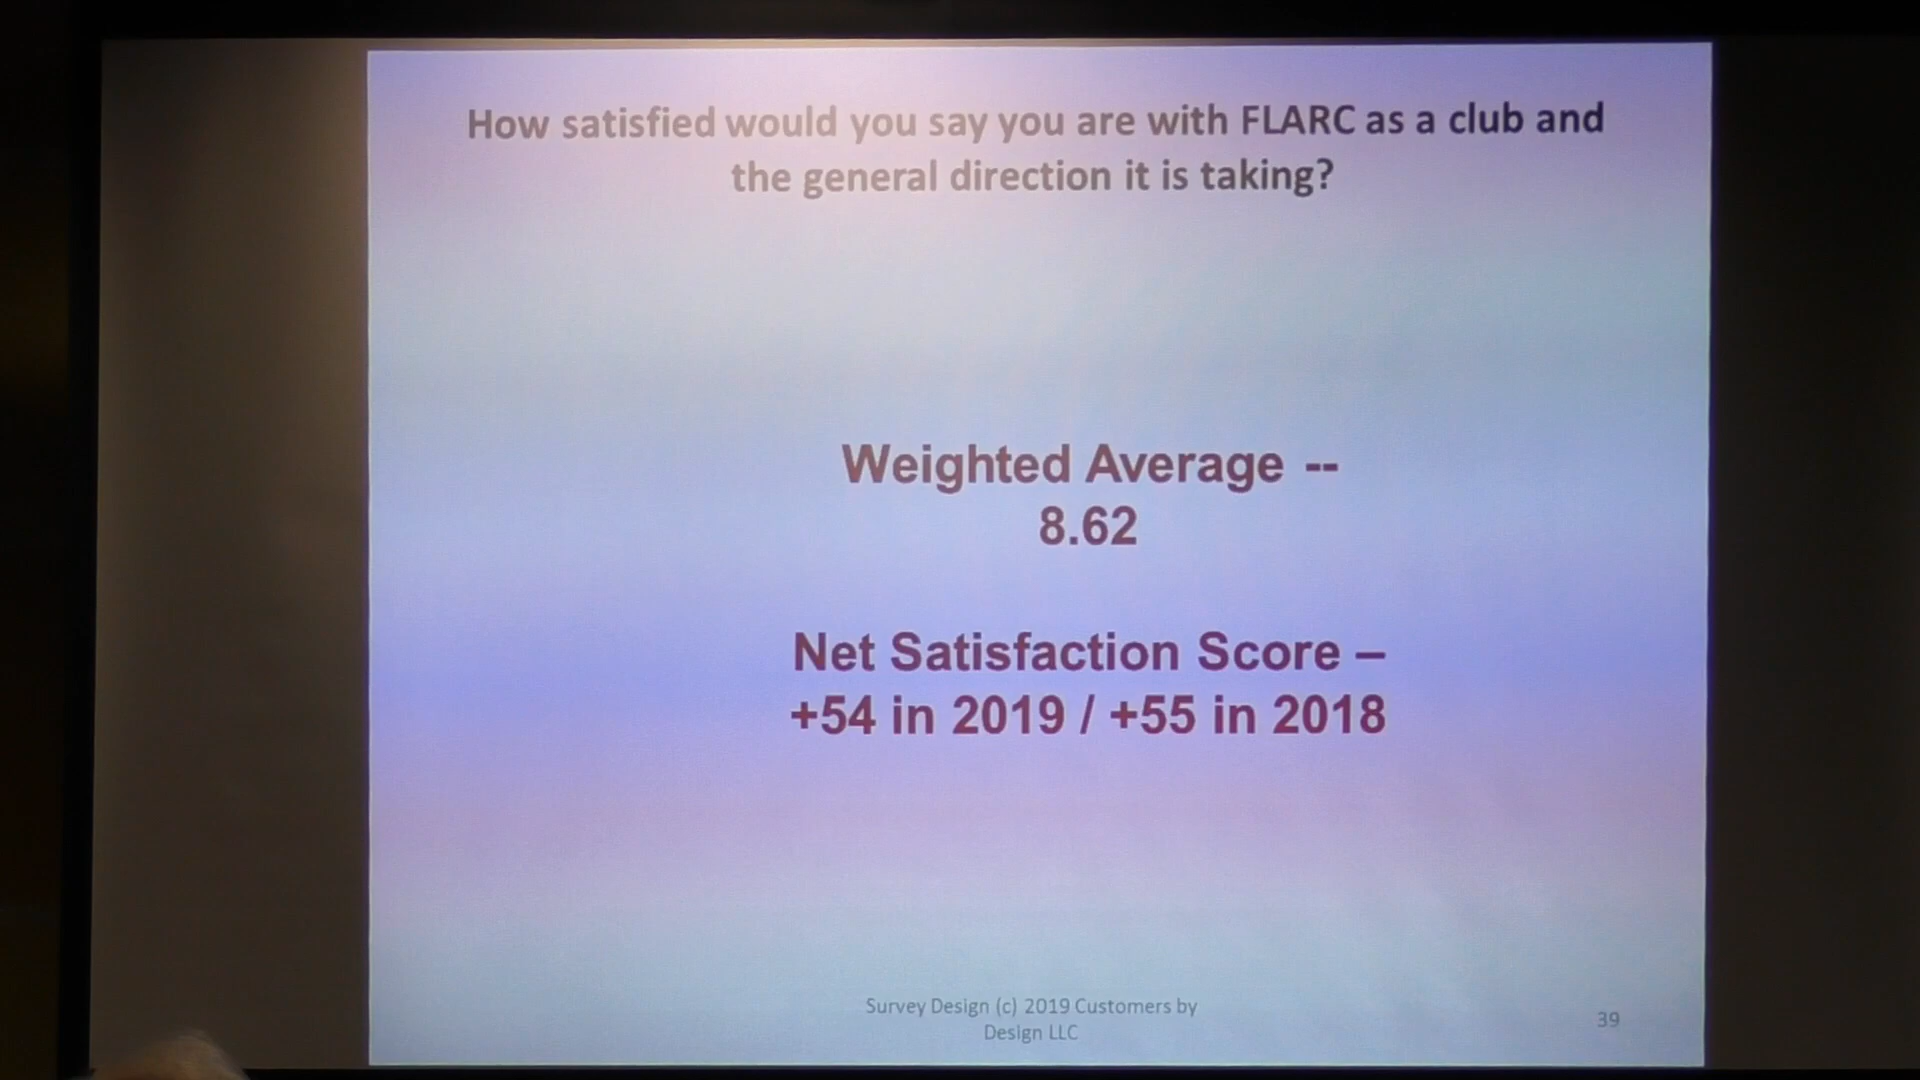 How satisfied would you say you are with FLARC as a club and
the general direction it is taking?
Weighted Average --
8.62
Net Satisfaction Score –
+54 in 2019 / +55 in 2018
Survey Design (c) 2019 Customers by
Design LLC
39